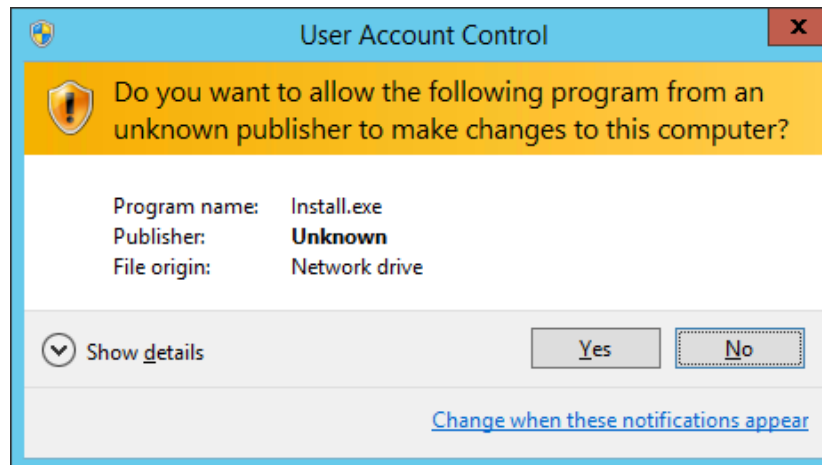 User Account Control
x
Do you want to allow the following program from an
unknown publisher to make changes to this computer?
Program name: Install.exe
Publisher: Unknown
File origin: Network drive
Show details
Yes
No
Change when these notifications appear